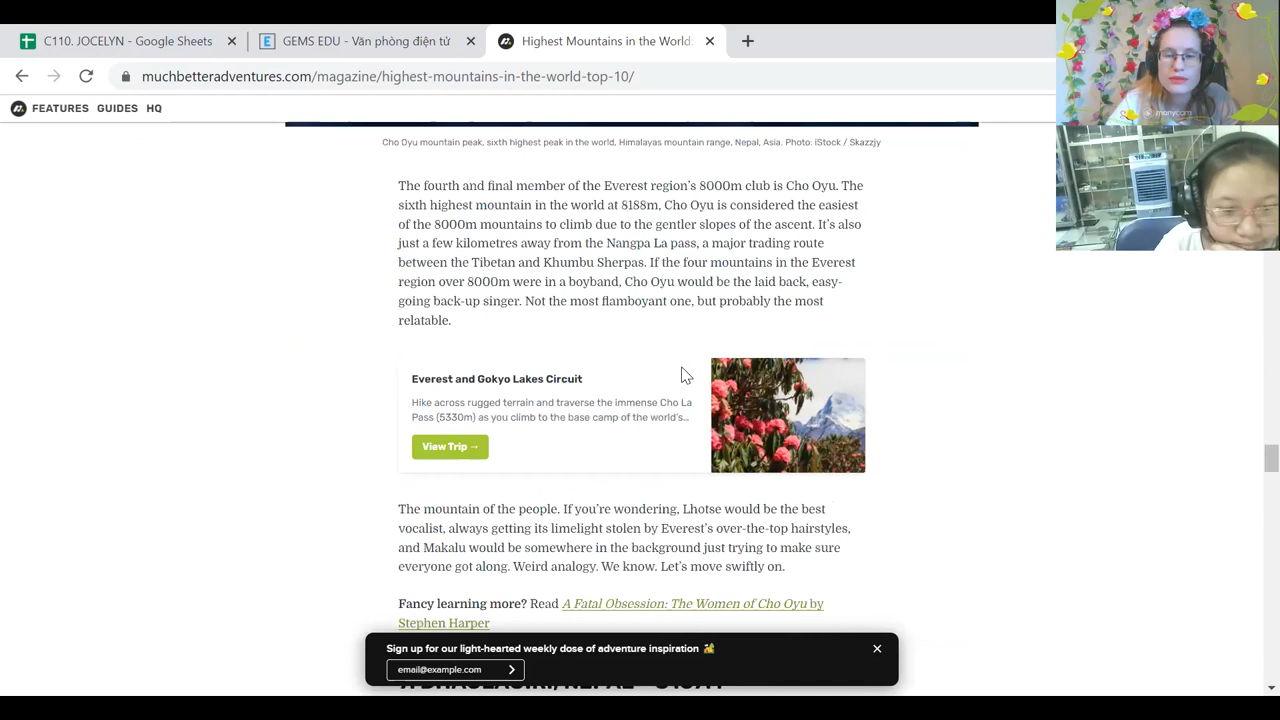 C110. JOCELYN - Google Sheets
GEMS EDU - Văn phòng điện tử
Highest Mountains in the World:
muchbetteradventures.com/magazine/highest-mountains-in-the-world-top-10/
FEATURES GUIDES HQ
Cho Oyu mountain peak, sixth highest peak in the world, Himalayas mountain range, Nepal, Asia. Photo: iStock / Skazzjy
The fourth and final member of the Everest region's 8000m club is Cho Oyu. The
sixth highest mountain in the world at 8188m, Cho Oyu is considered the easiest
of the 8000m mountains to climb due to the gentler slopes of the ascent. It's also
just a few kilometres away from the Nangpa La pass, a major trading route
between the Tibetan and Khumbu Sherpas. If the four mountains in the Everest
region over 8000m were in a boyband, Cho Oyu would be the laid back, easy-
going back-up singer. Not the most flamboyant one, but probably the most
relatable.
Everest and Gokyo Lakes Circuit
Hike across rugged terrain and traverse the immense Cho La
Pass (5330m) as you climb to the base camp of the world's...
View Trip →
The mountain of the people. If you're wondering, Lhotse would be the best
vocalist, always getting its limelight stolen by Everest's over-the-top hairstyles,
and Makalu would be somewhere in the background just trying to make sure
everyone got along. Weird analogy. We know. Let's move swiftly on.
Fancy learning more? Read A Fatal Obsession: The Women of Cho Oyu by
Stephen Harper
Sign up for our light-hearted weekly dose of adventure inspiration 🏕️
email@example.com
manycam